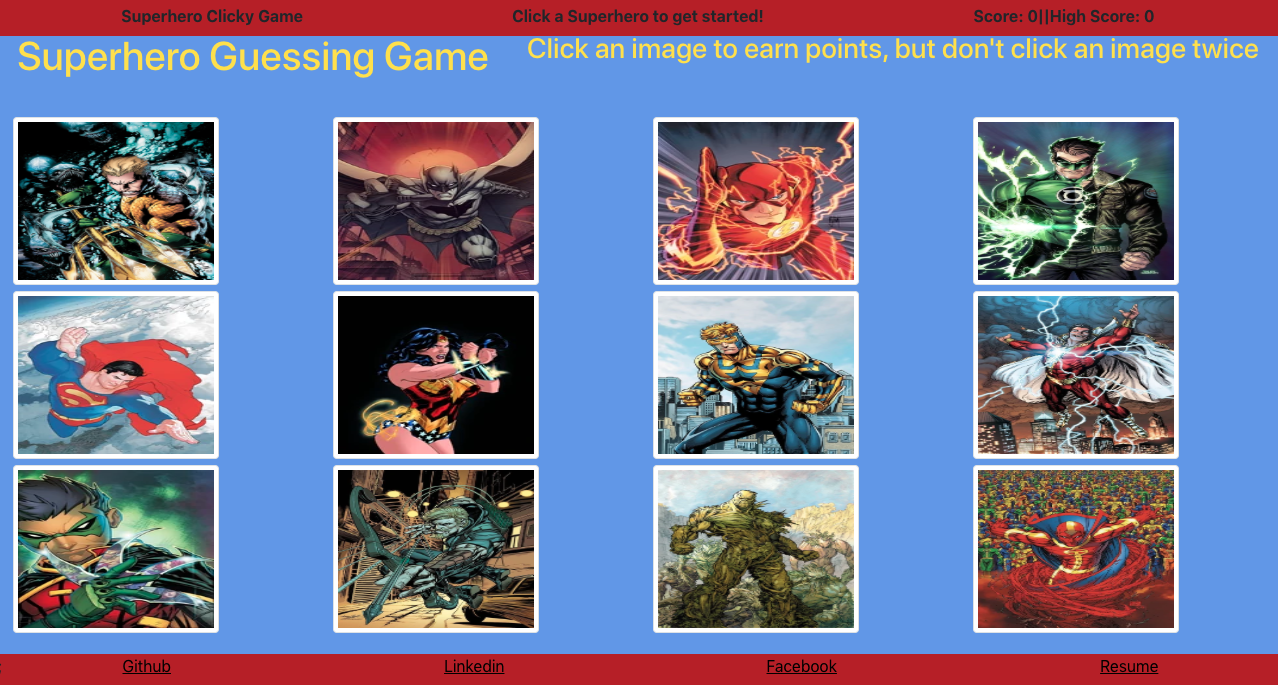 Superhero Clicky Game
Click a Superhero to get started!
Score: 0||High Score: 0
Superhero Guessing Game
Click an image to earn points, but don't click an image twice
Github
Linkedin
Facebook
Resume